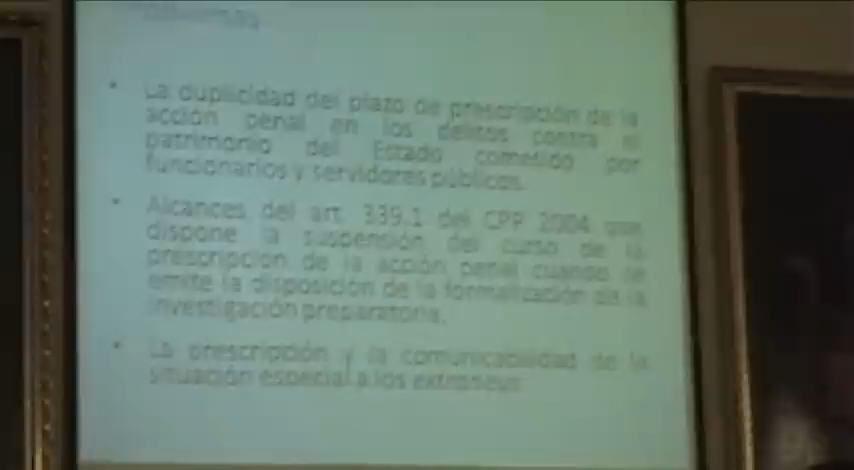 • La duplicidad del plazo de prescripción de la
acción penal en los delitos contra el
patrimonio del Estado cometido por
funcionarios y servidores públicos.
• Alcances del art. 339.1 del CPP 2004 que
dispone la suspensión del curso de la
prescripción de la acción penal cuando se
emite la disposición de la formalización de la
investigación preparatoria.
• La prescripción y la comunicabilidad de la
situación especial a los extraneus